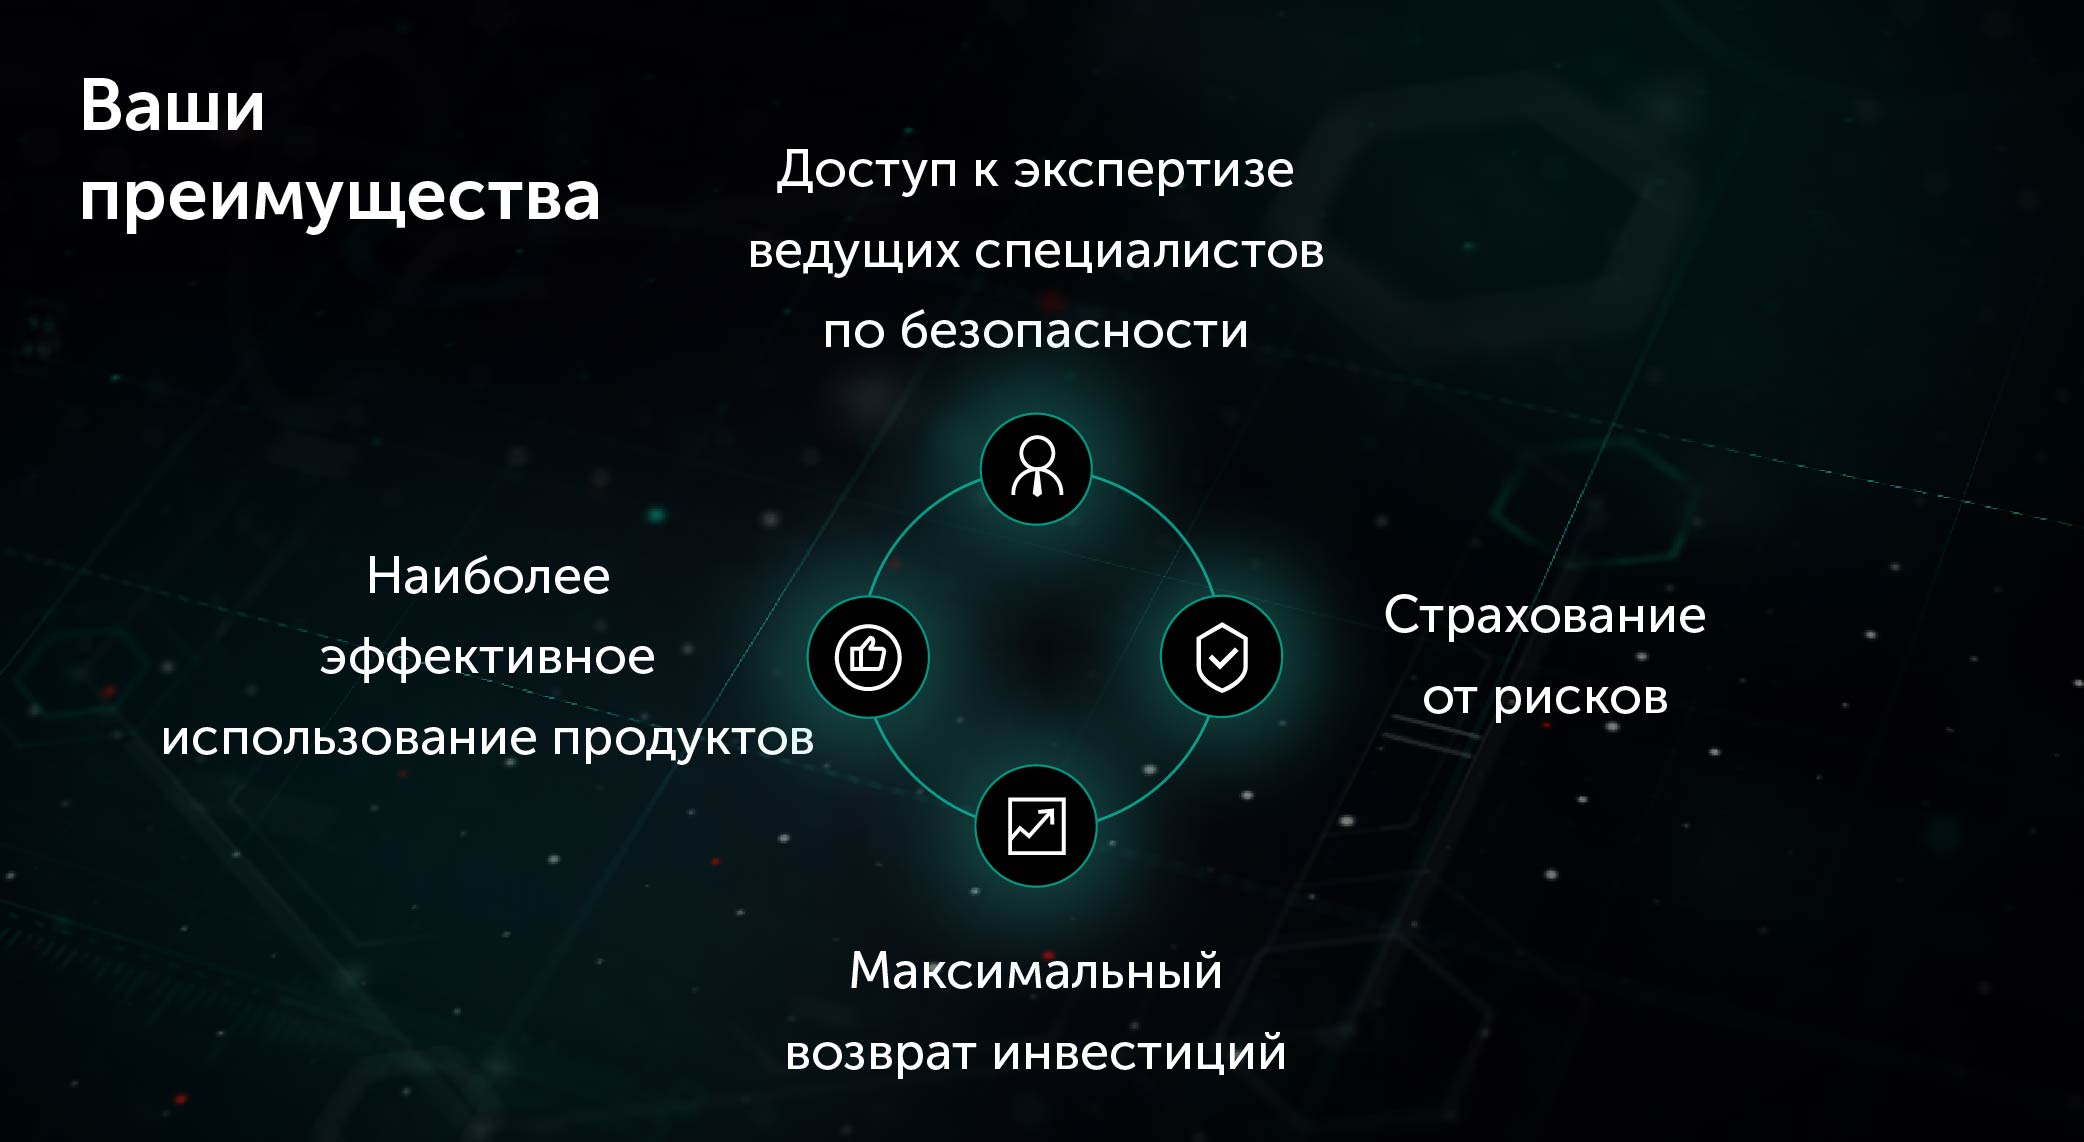 Ваши
преимущества
Доступ к экспертизе
ведущих специалистов
по безопасности
Наиболее
эффективное
использование продуктов
Страхование
от рисков
Максимальный
возврат инвестиций